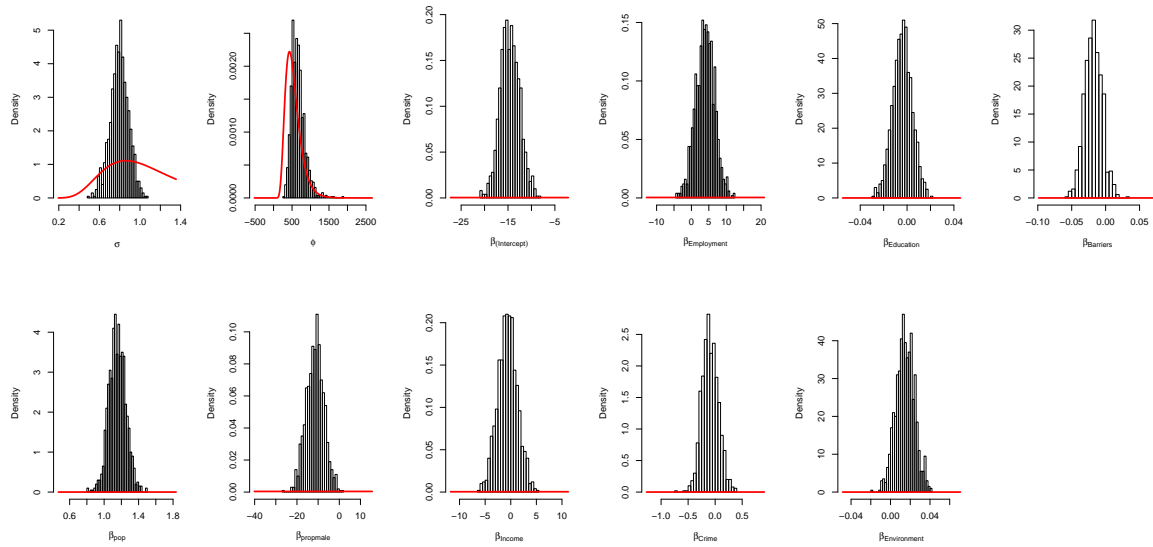 Density
0 1 2 3 4 5
0.2 0.6 1.0 1.4
σ
Density
0.0000 0.0010 0.0020
−500 500 1500 2500
ϕ
Density
0.00 0.05 0.10 0.15 0.20
−25 −15 −5
β(Intercept)
Density
0.00 0.05 0.10 0.15
−10 0 5 10 20
βEmployment
Density
0 10 20 30 40 50
−0.04 0.00 0.04
βEducation
Density
0 5 10 15 20 25 30
−0.10 −0.05 0.00 0.05
βBarriers
Density
0 1 2 3 4
0.6 1.0 1.4 1.8
βpop
Density
0.00 0.02 0.04 0.06 0.08 0.10
−40 −20 0 10
βpropmale
Density
0.00 0.05 0.10 0.15 0.20
−10 −5 0 5 10
βIncome
Density
0.0 0.5 1.0 1.5 2.0 2.5
−1.0 −0.5 0.0 0.5
βCrime
Density
0 10 20 30 40
−0.04 0.00 0.04
βEnvironment